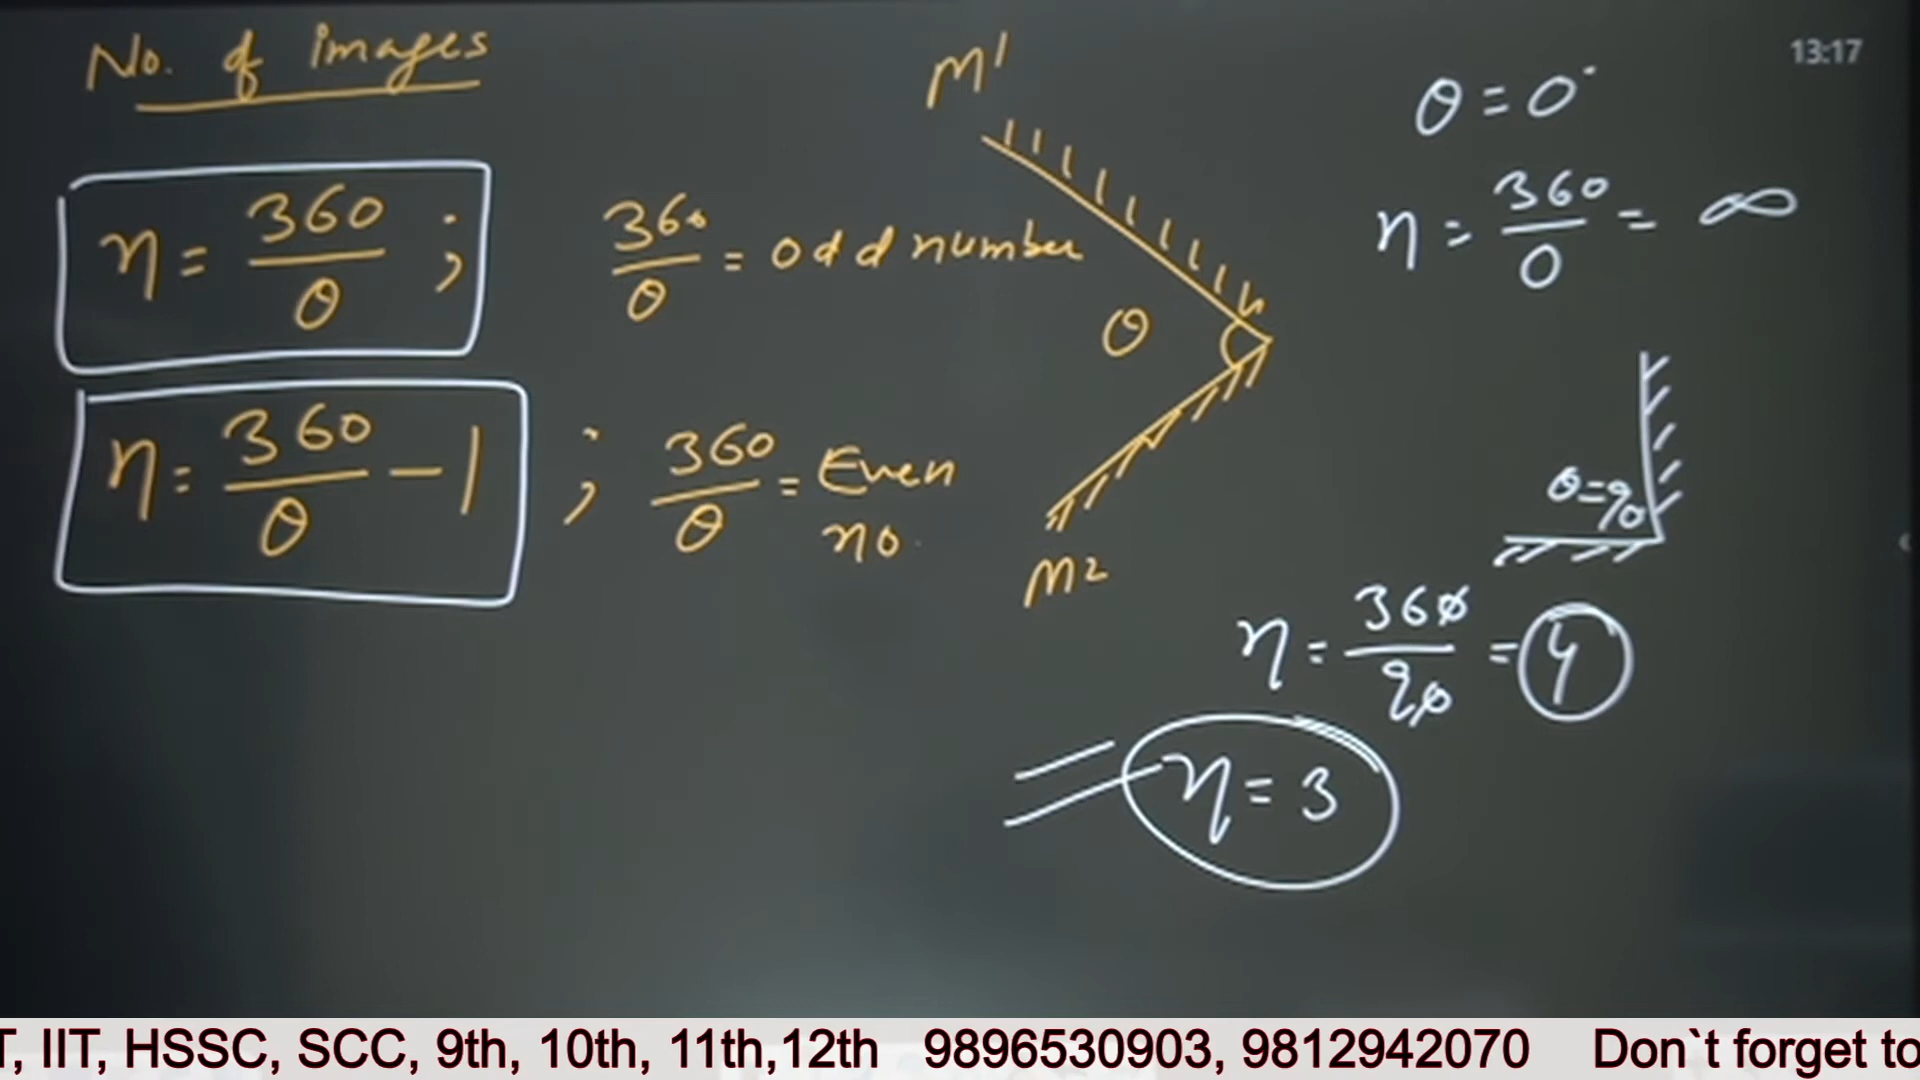 No. of images
13:17
M1
θ = 0°
n = 360/θ ; 360/θ = odd number
n = 360/0 = ∞
θ
n = 360/θ - 1 ; 360/θ = Even no.
M2
θ=90
n = 360/90 = 4
n = 3
T, IIT, HSSC, SCC, 9th, 10th, 11th,12th 9896530903, 9812942070 Don`t forget to